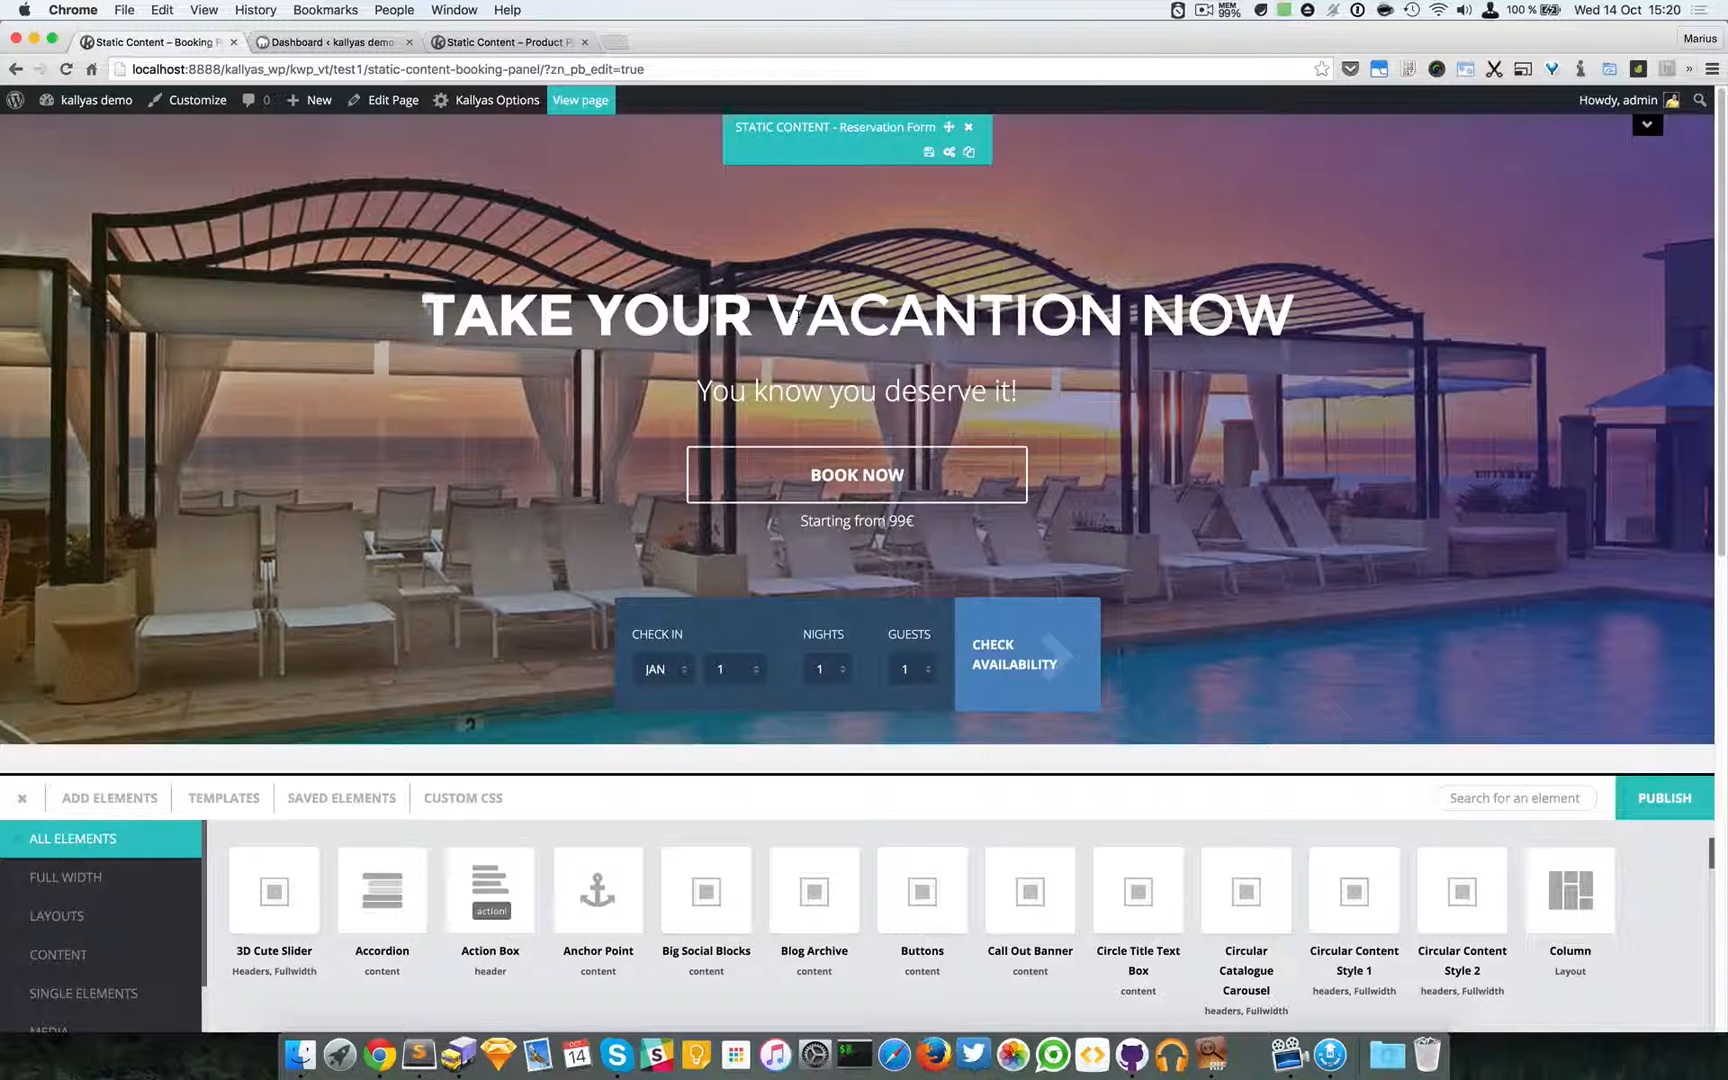 Chrome File Edit View History Bookmarks People Window Help MEM 99% 100 % Wed 14 Oct 15:20
Static Content – Booking Dashboard ‹ kallyas demo Static Content – Product P Marius
localhost:8888/kallyas_wp/kwp_vt/test1/static-content-booking-panel/?zn_pb_edit=true
kallyas demo Customize 0 New Edit Page Kallyas Options View page Howdy, admin
STATIC CONTENT - Reservation Form
TAKE YOUR VACANTION NOW
You know you deserve it!
BOOK NOW
Starting from 99€
CHECK IN NIGHTS GUESTS
JAN 1 1 1
CHECK
AVAILABILITY
ADD ELEMENTS TEMPLATES SAVED ELEMENTS CUSTOM CSS Search for an element PUBLISH
ALL ELEMENTS
FULL WIDTH
LAYOUTS
CONTENT
SINGLE ELEMENTS
MEDIA
action!
3D Cute Slider
Headers, Fullwidth
Accordion
content
Action Box
header
Anchor Point
content
Big Social Blocks
content
Blog Archive
content
Buttons
content
Call Out Banner
content
Circle Title Text
Box
content
Circular
Catalogue
Carousel
headers, Fullwidth
Circular Content
Style 1
headers, Fullwidth
Circular Content
Style 2
headers, Fullwidth
Column
Layout